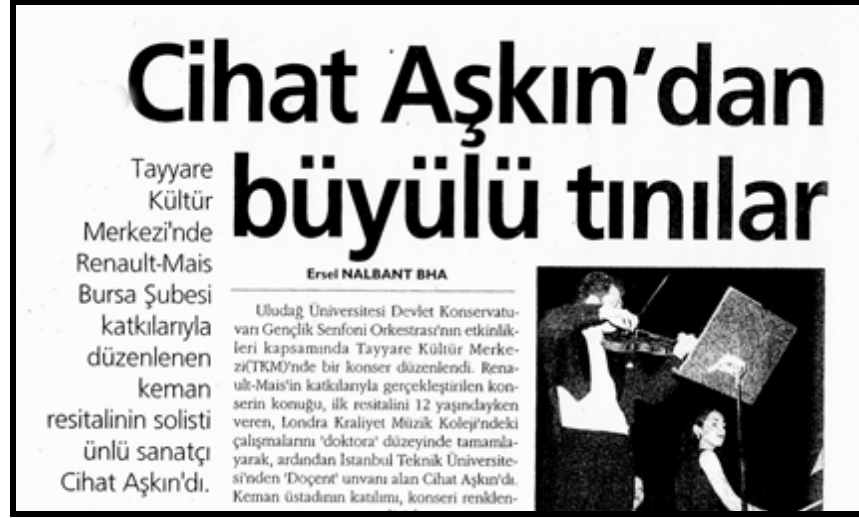 Cihat Aşkın'dan
büyülü tınılar
Tayyare
Kültür
Merkezi'nde
Renault-Mais
Bursa Şubesi
katkılarıyla
düzenlenen
keman
resitalinin solisti
ünlü sanatçı
Cihat Aşkın'dı.
Ersel NALBANT BHA
Uludağ Üniversitesi Devlet Konservatu-
van Gençlik Senfoni Orkestrası'nın etkinlik-
leri kapsamında Tayyare Kültür Merke-
zi(TKM)'nde bir konser düzenlendi. Rena-
ult-Mais'in katkılarıyla gerçekleştirilen kon-
serin konuğu, ilk resitalini 12 yaşındayken
veren, Londra Kraliyet Müzik Koleji'ndeki
çalışmalarını 'doktora' düzeyinde tamamla-
yarak, ardından İstanbul Teknik Üniversite-
si'nden 'Doçent' unvanı alan Cihat Aşkın'dı.
Keman üstadının katılımı, konseri renklen-